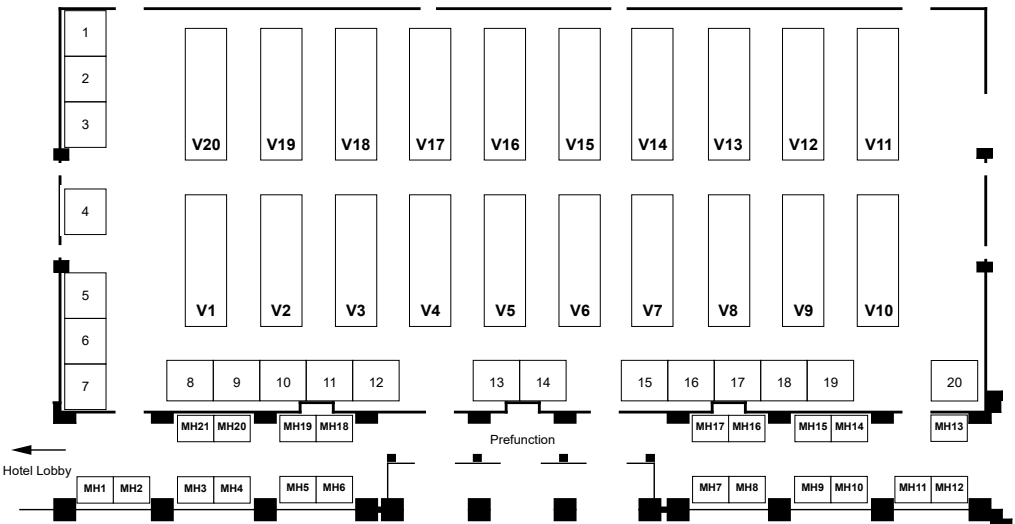 1
2
3
V20 V19 V18 V17 V16 V15 V14 V13 V12 V11
4
5
V1 V2 V3 V4 V5 V6 V7 V8 V9 V10
6
7
8 9 10 11 12 13 14 15 16 17 18 19 20
MH21 MH20 MH19 MH18 MH17 MH16 MH15 MH14 MH13
Prefunction
Hotel Lobby
MH1 MH2 MH3 MH4 MH5 MH6 MH7 MH8 MH9 MH10 MH11 MH12